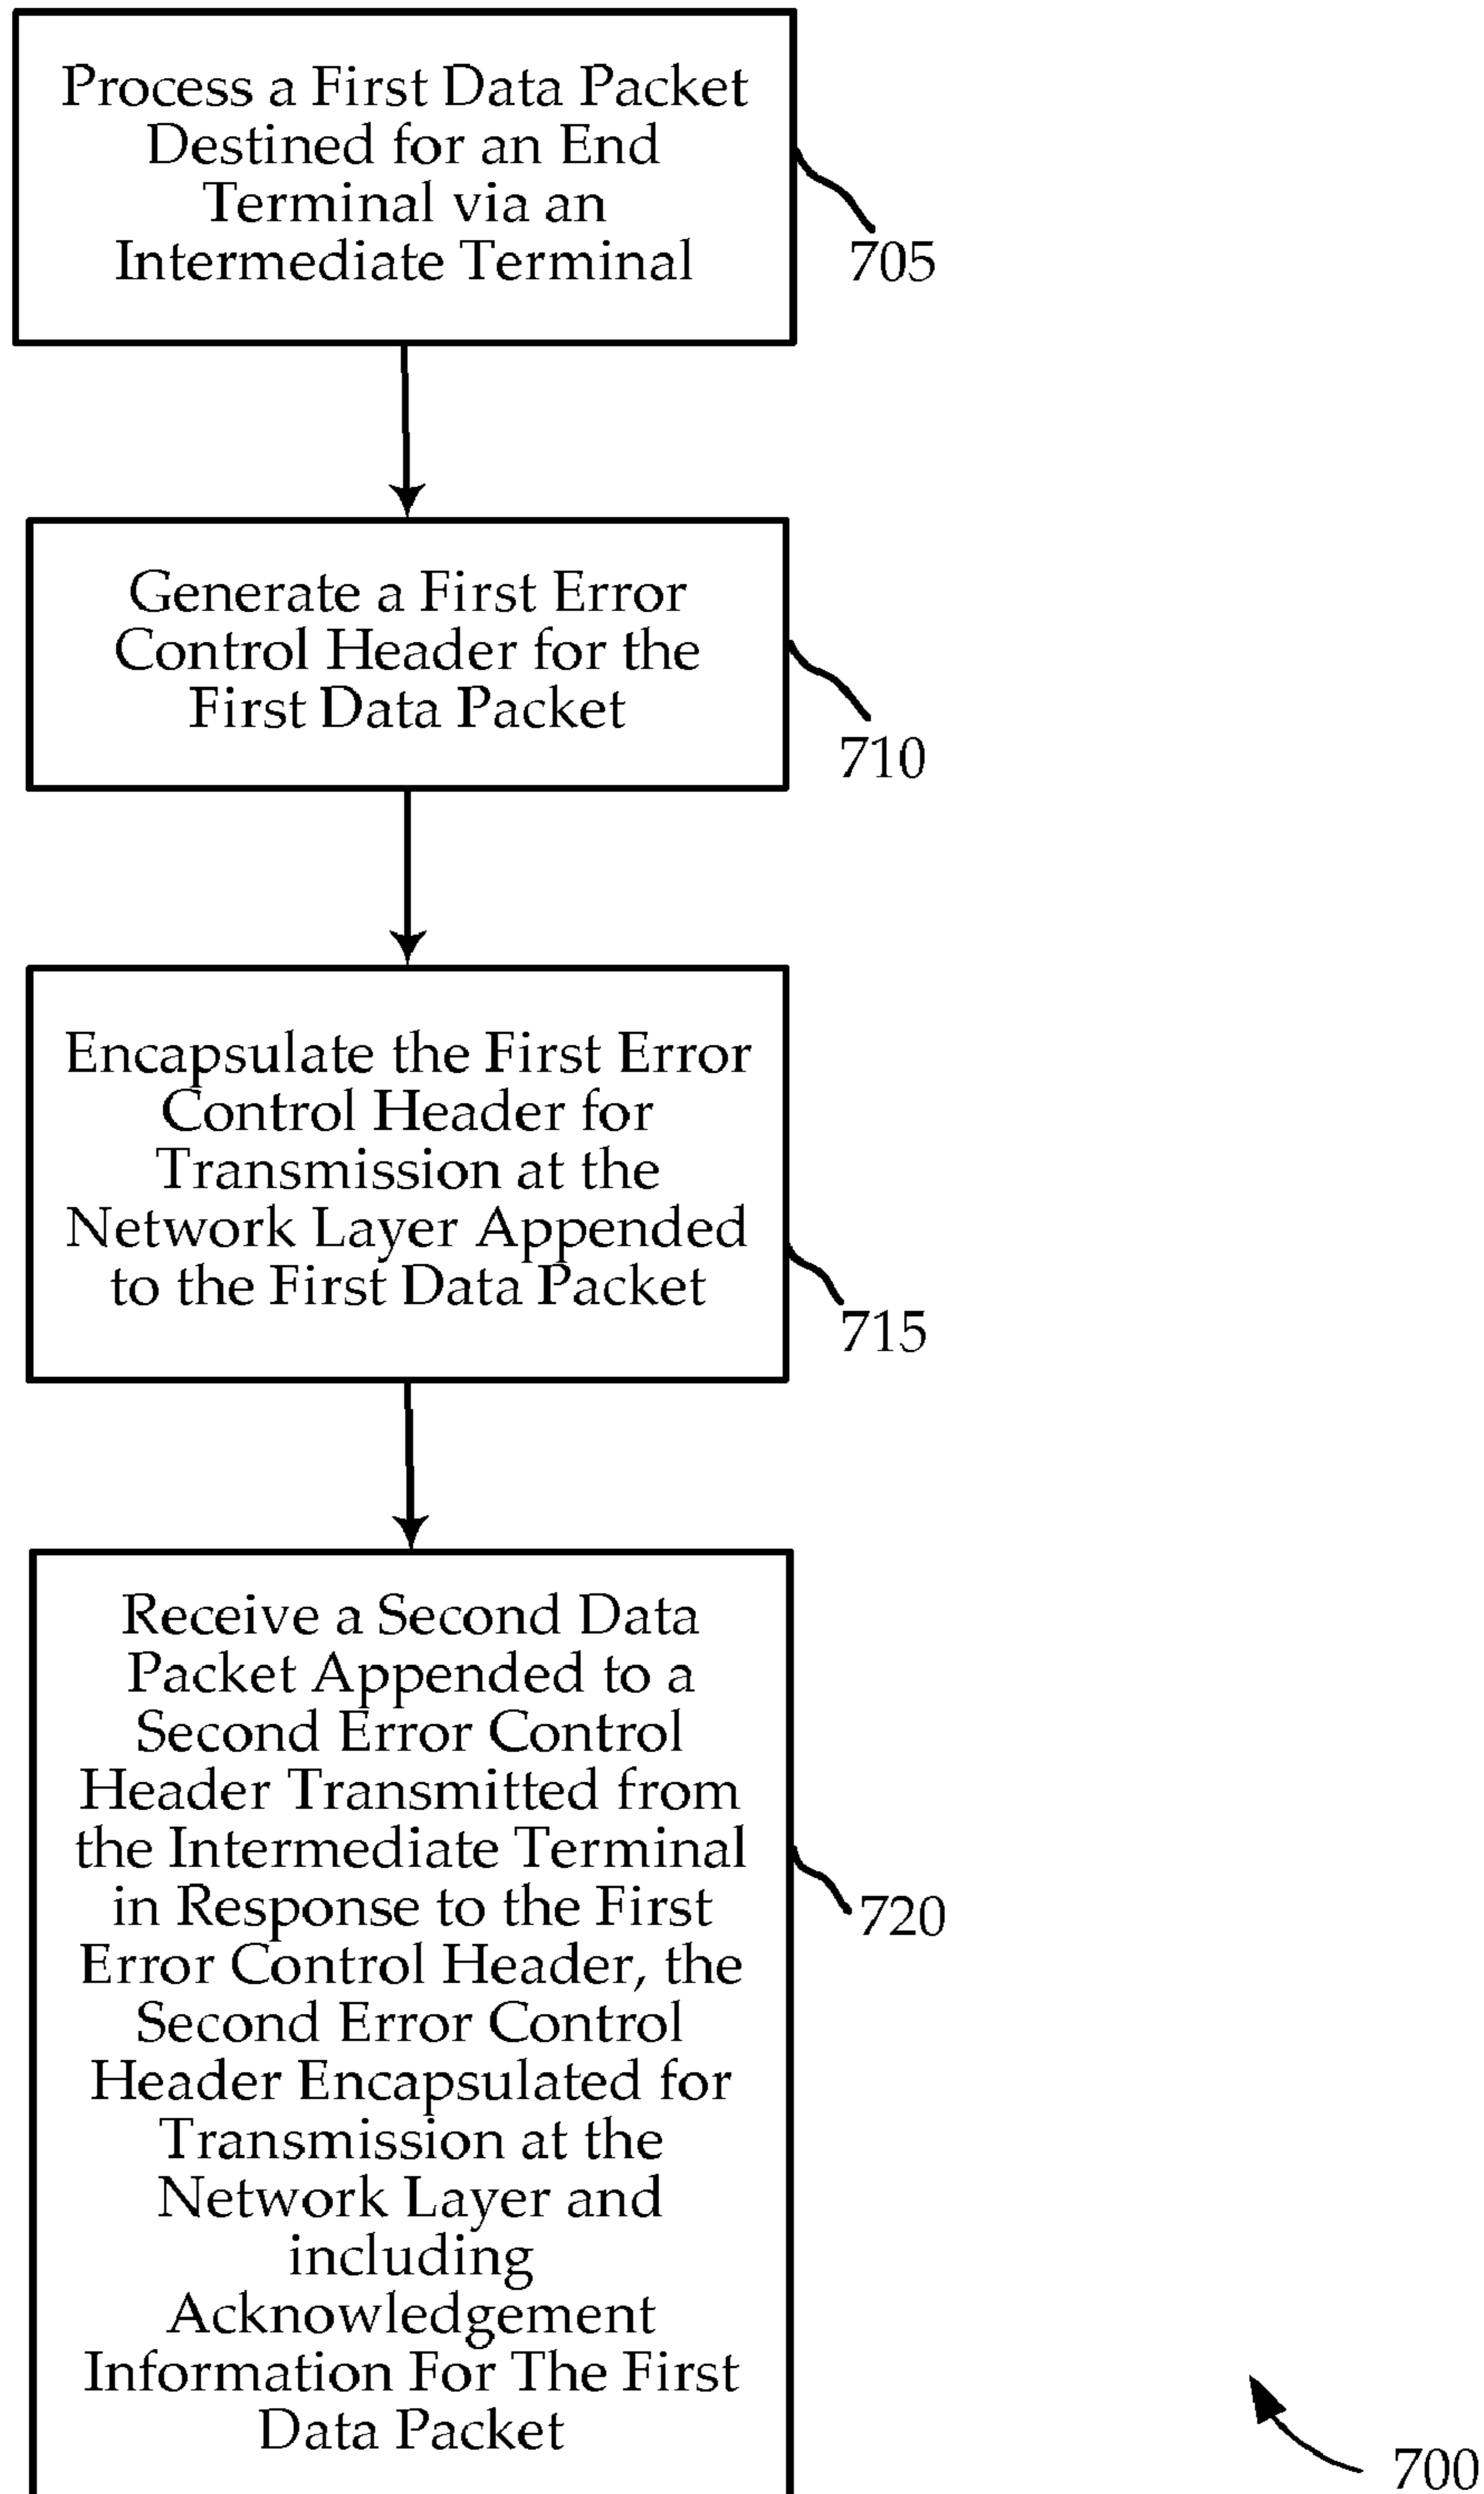 Process a First Data Packet
Destined for an End
Terminal via an
Intermediate Terminal
705
Generate a First Error
Control Header for the
First Data Packet
710
Encapsulate the First Error
Control Header for
Transmission at the
Network Layer Appended
to the First Data Packet
715
Receive a Second Data
Packet Appended to a
Second Error Control
Header Transmitted from
the Intermediate Terminal
in Response to the First
Error Control Header, the
Second Error Control
Header Encapsulated for
Transmission at the
Network Layer and
including
Acknowledgement
Information For The First
Data Packet
720
700